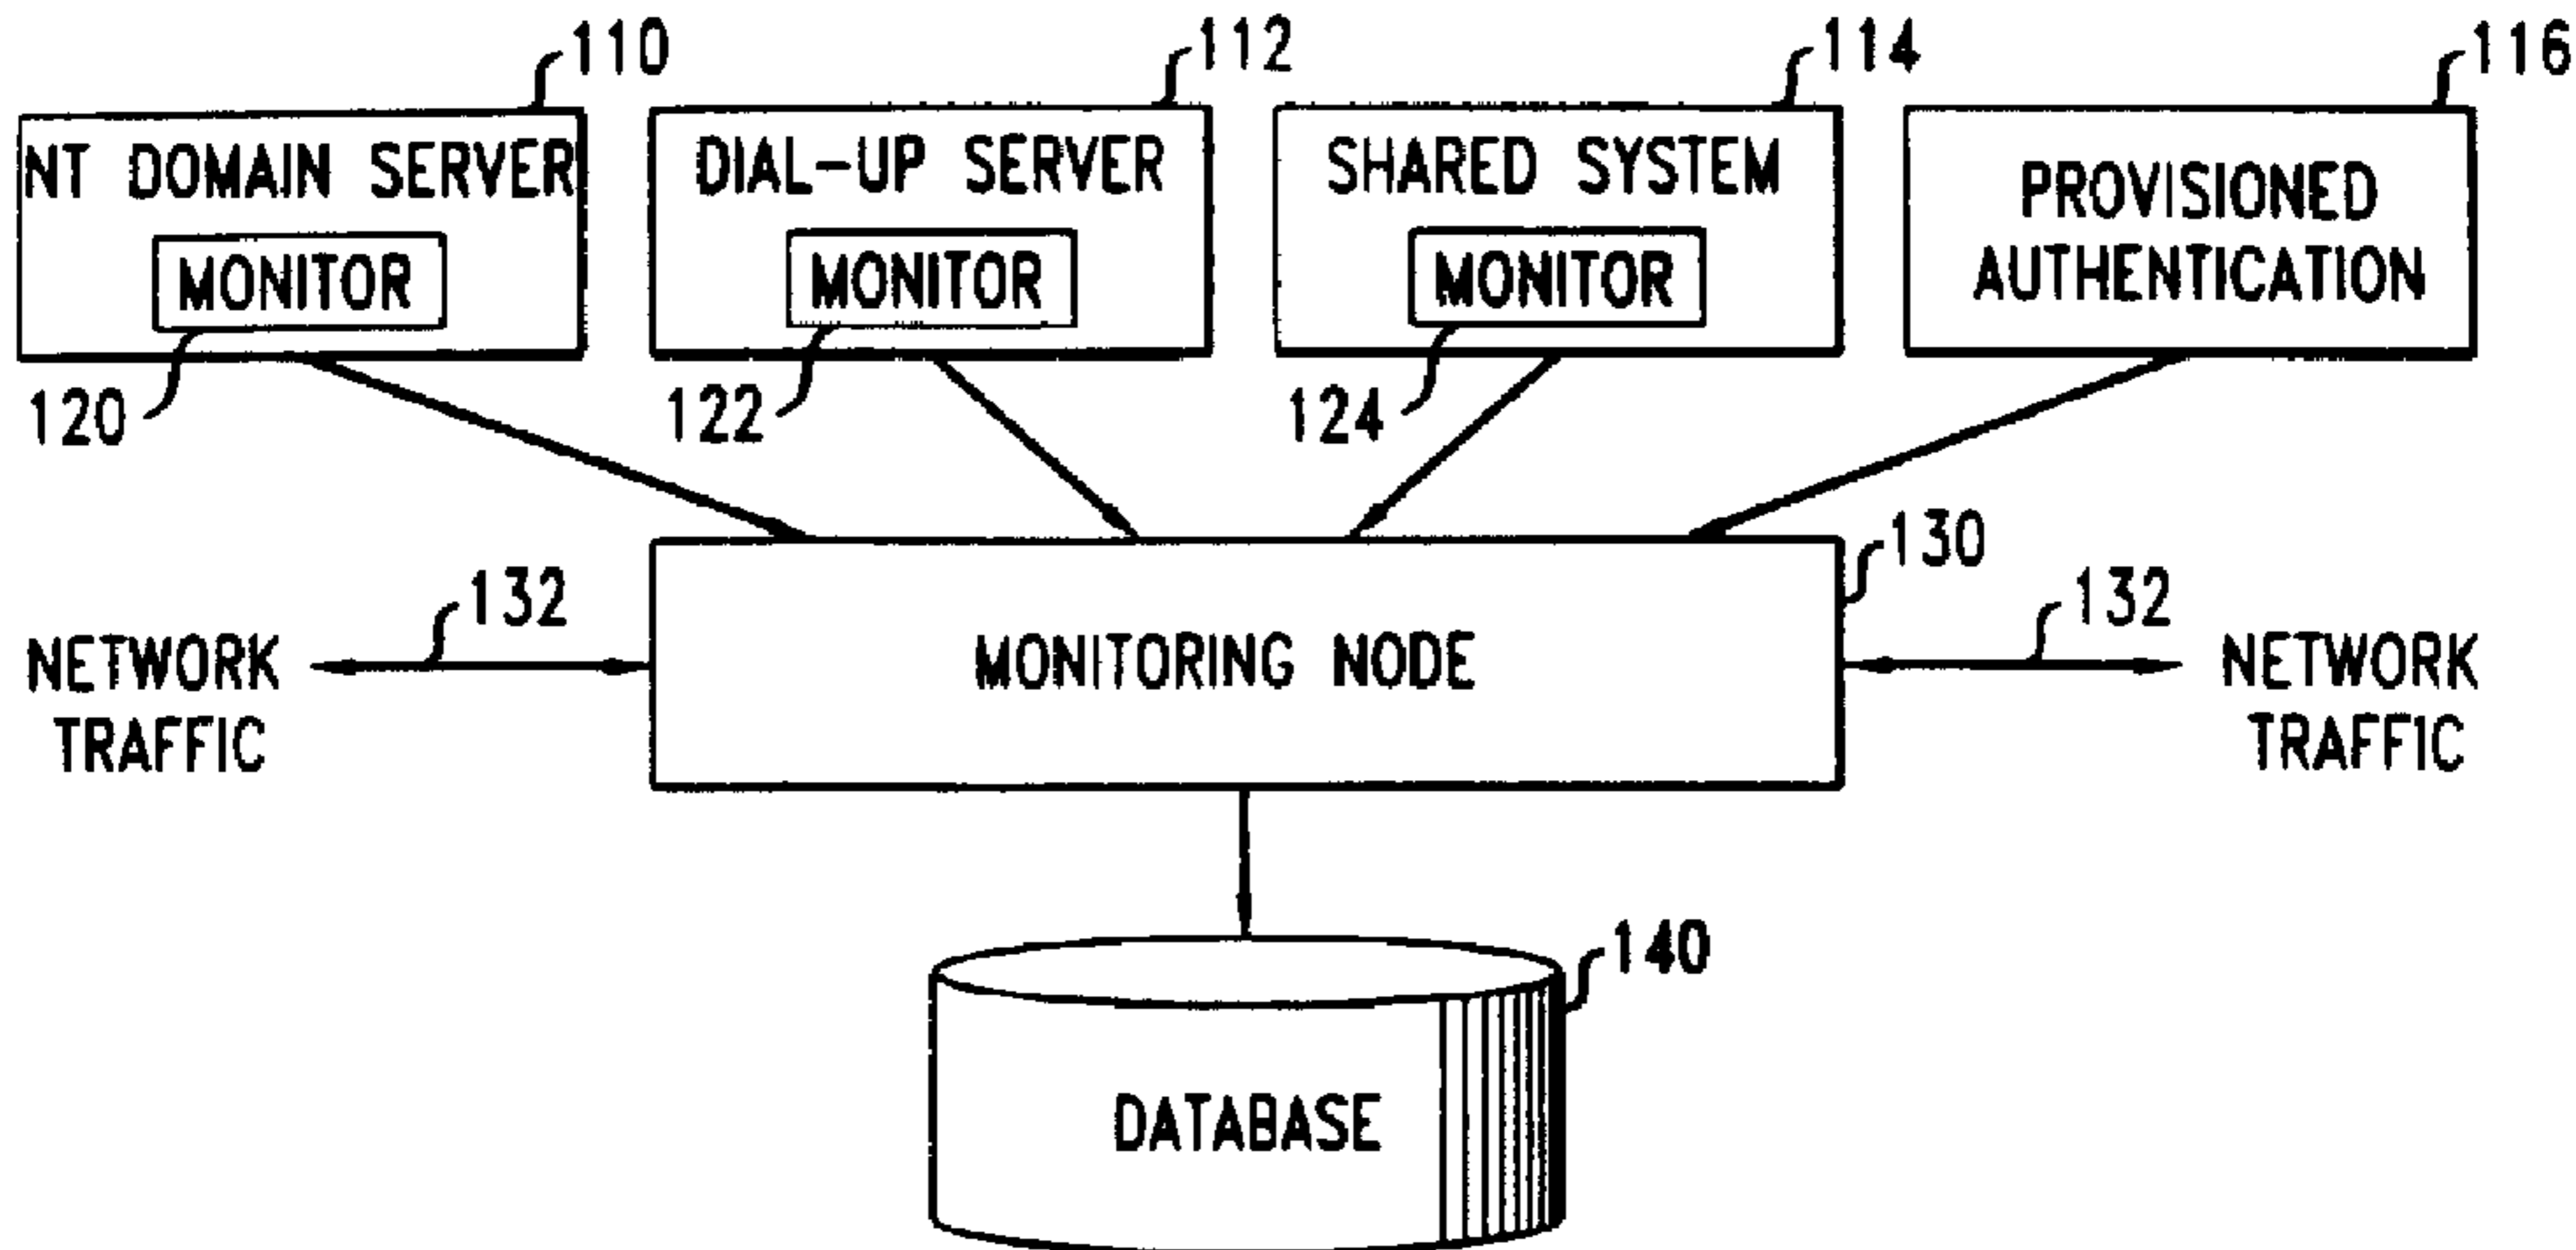 110
112
114
116
NT DOMAIN SERVER
MONITOR
120
DIAL-UP SERVER
MONITOR
122
SHARED SYSTEM
MONITOR
124
PROVISIONED
AUTHENTICATION
130
132
NETWORK
TRAFFIC
MONITORING NODE
132
NETWORK
TRAFFIC
140
DATABASE